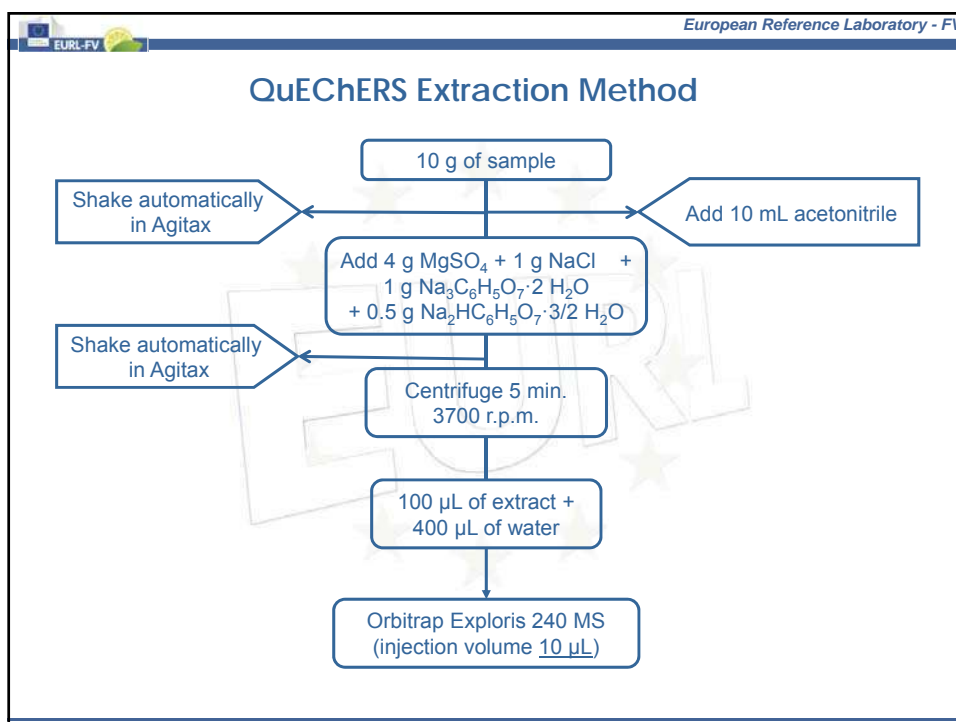 European Reference Laboratory - FV
EURL-FV
QuEChERS Extraction Method
10 g of sample
Shake automatically
in Agitax
Add 10 mL acetonitrile
Add 4 g MgSO₄ + 1 g NaCl +
1 g Na₃C₆H₅O₇·2 H₂O
+ 0.5 g Na₂HC₆H₅O₇·3/2 H₂O
Shake automatically
in Agitax
Centrifuge 5 min.
3700 r.p.m.
100 µL of extract +
400 µL of water
Orbitrap Exploris 240 MS
(injection volume 10 µL)
EURL